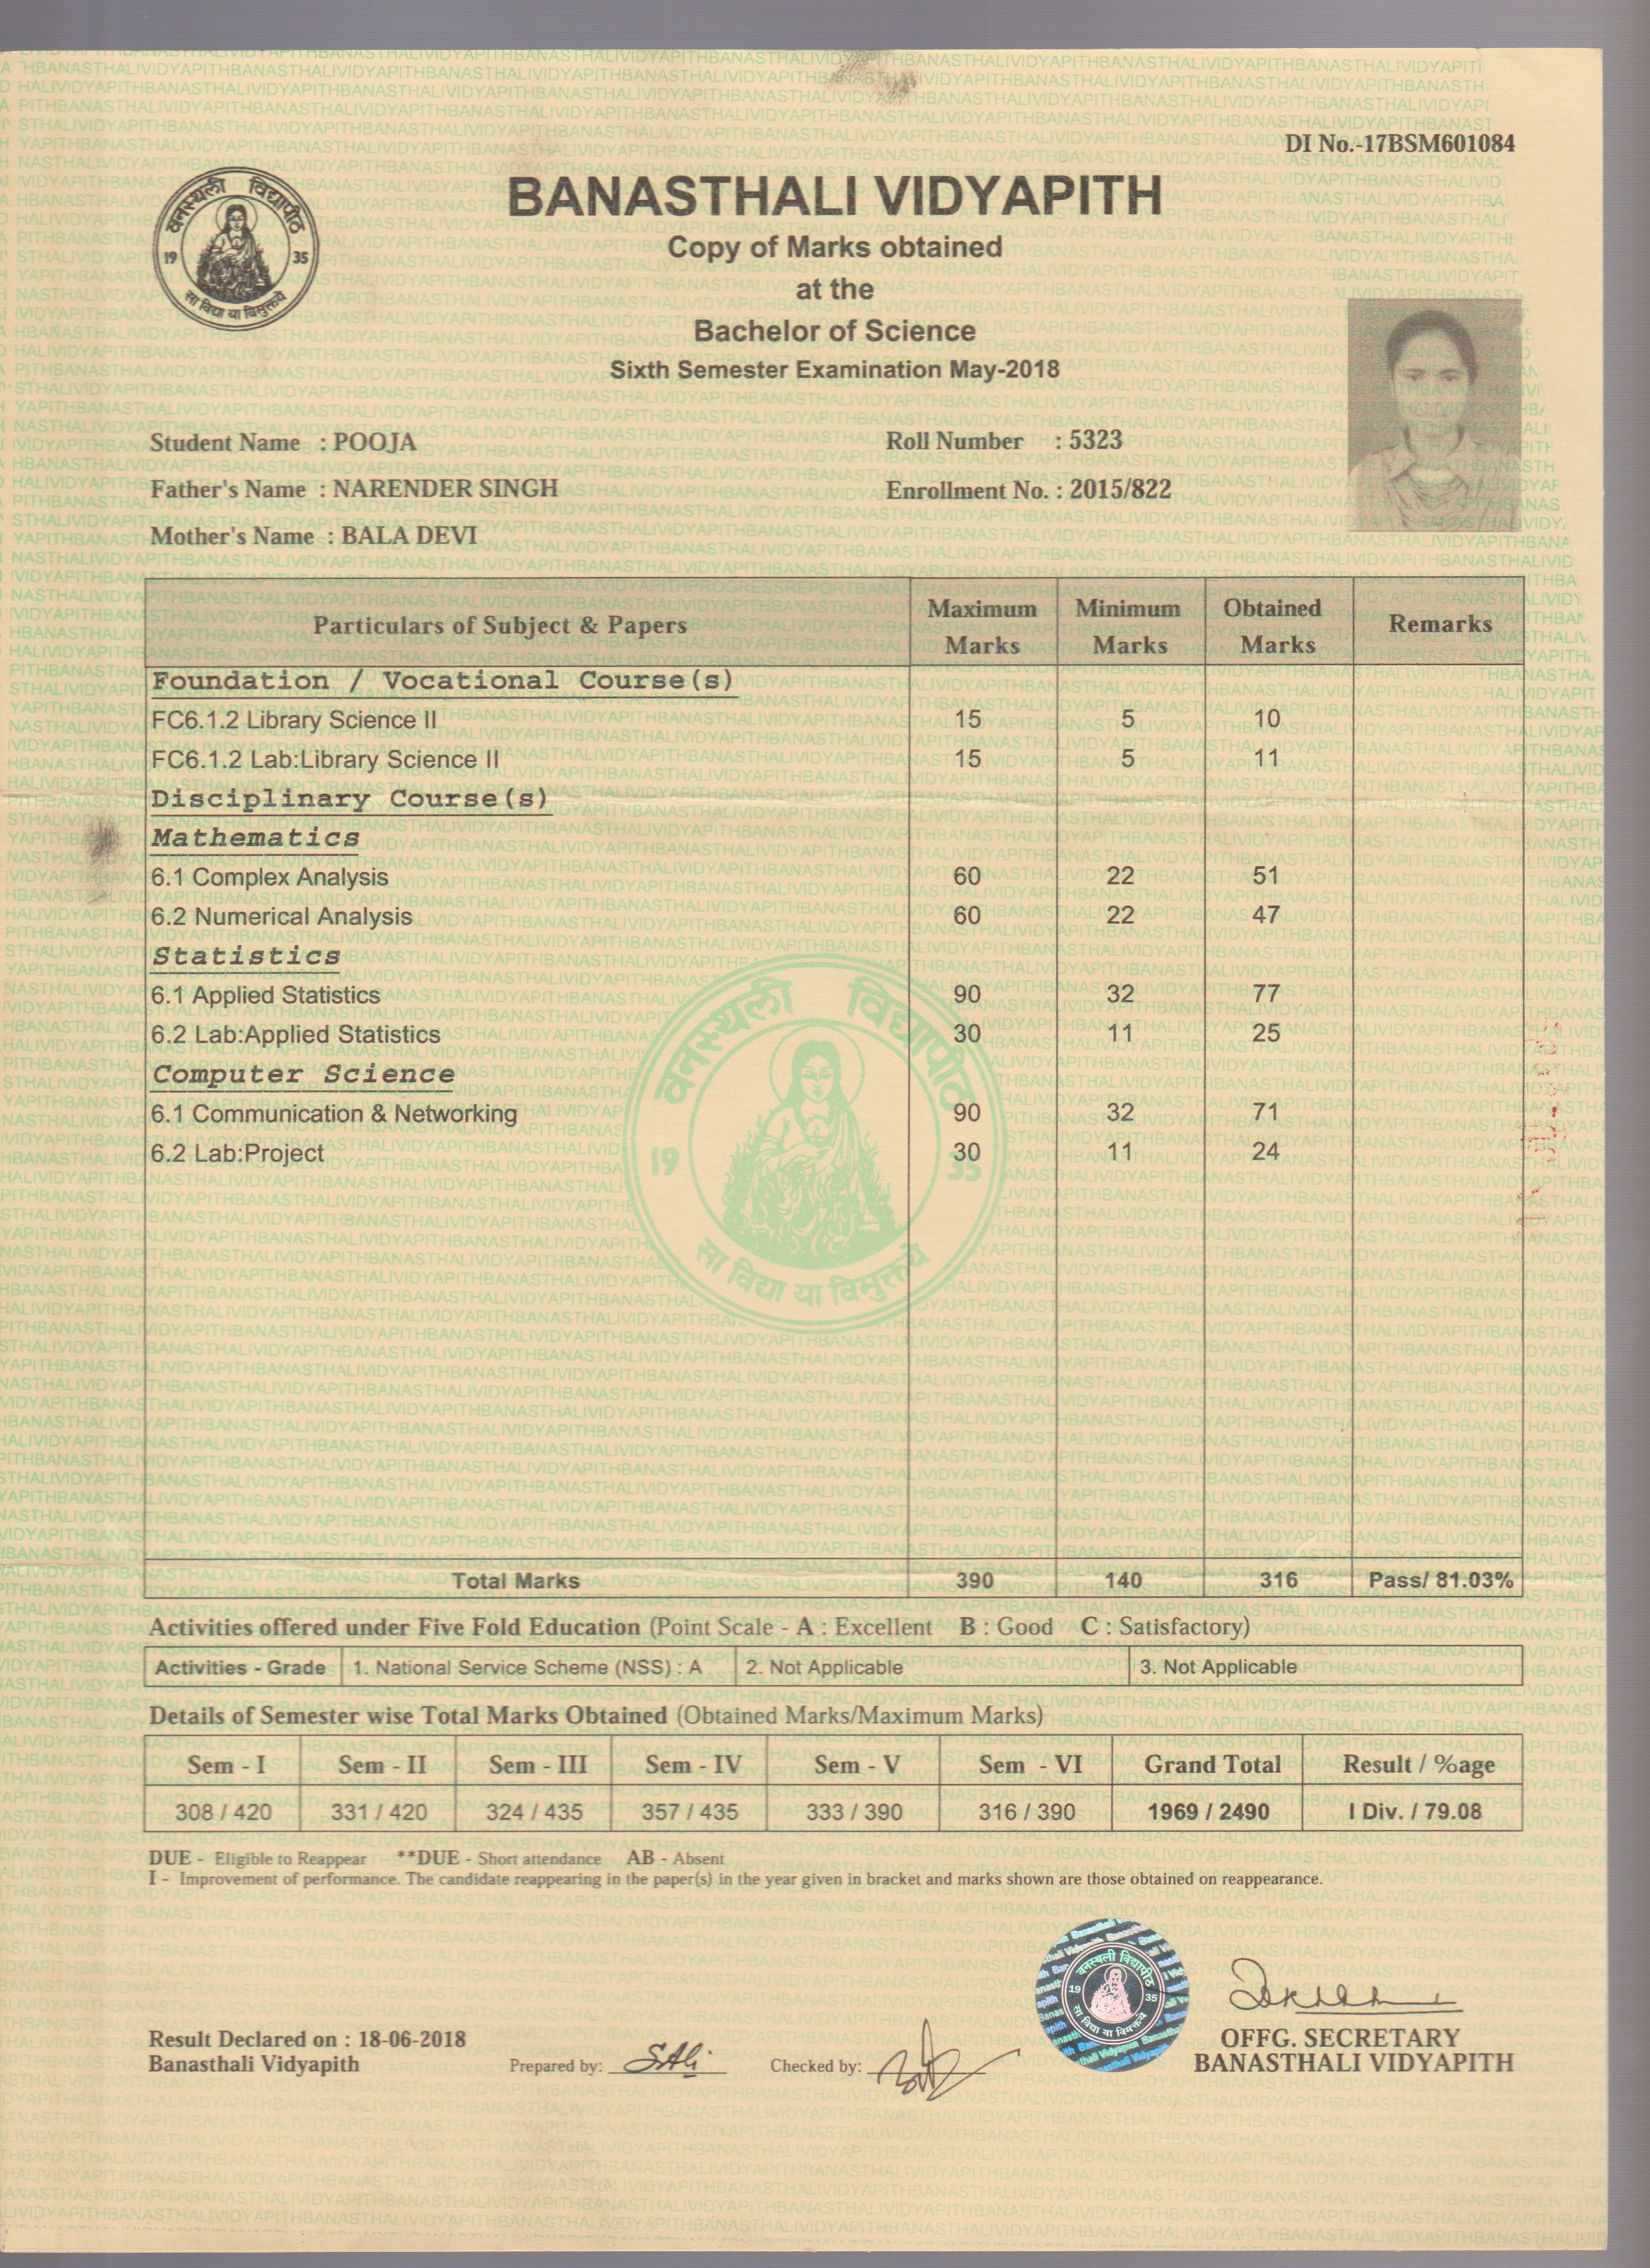 DI No.-17BSM601084
वनस्थली विद्यापीठ
19 35
सा विद्या या विमुक्तये
BANASTHALI VIDYAPITH
Copy of Marks obtained
at the
Bachelor of Science
Sixth Semester Examination May-2018
Student Name : POOJA Roll Number : 5323
Father's Name : NARENDER SINGH Enrollment No. : 2015/822
Mother's Name : BALA DEVI
Particulars of Subject & Papers Maximum Marks Minimum Marks Obtained Marks Remarks
Foundation / Vocational Course(s)
FC6.1.2 Library Science II 15 5 10
FC6.1.2 Lab:Library Science II 15 5 11
Disciplinary Course(s)
Mathematics
6.1 Complex Analysis 60 22 51
6.2 Numerical Analysis 60 22 47
Statistics
6.1 Applied Statistics 90 32 77
6.2 Lab:Applied Statistics 30 11 25
Computer Science
6.1 Communication & Networking 90 32 71
6.2 Lab:Project 30 11 24
वनस्थली विद्यापीठ
19 35
सा विद्या या विमुक्तये
Total Marks 390 140 316 Pass/ 81.03%
Activities offered under Five Fold Education (Point Scale - A : Excellent B : Good C : Satisfactory)
Activities - Grade 1. National Service Scheme (NSS) : A 2. Not Applicable 3. Not Applicable
Details of Semester wise Total Marks Obtained (Obtained Marks/Maximum Marks)
Sem - I Sem - II Sem - III Sem - IV Sem - V Sem - VI Grand Total Result / %age
308 / 420 331 / 420 324 / 435 357 / 435 333 / 390 316 / 390 1969 / 2490 I Div. / 79.08
DUE - Eligible to Reappear **DUE - Short attendance AB - Absent
I - Improvement of performance. The candidate reappearing in the paper(s) in the year given in bracket and marks shown are those obtained on reappearance.
वनस्थली विद्यापीठ
19 35
सा विद्या या विमुक्तये
Result Declared on : 18-06-2018
Banasthali Vidyapith
Prepared by: SAli Checked by:
OFFG. SECRETARY
BANASTHALI VIDYAPITH